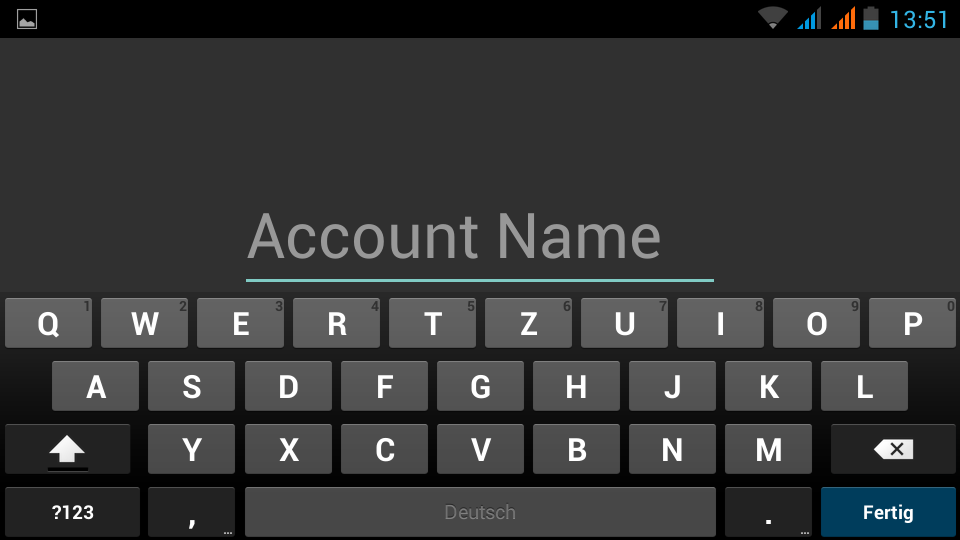 13:51
Account Name
Q 1 W 2 E 3 R 4 T 5 Z 6 U 7 I 8 O 9 P 0
A S D F G H J K L
Y X C V B N M
?123 , ... Deutsch . ... Fertig